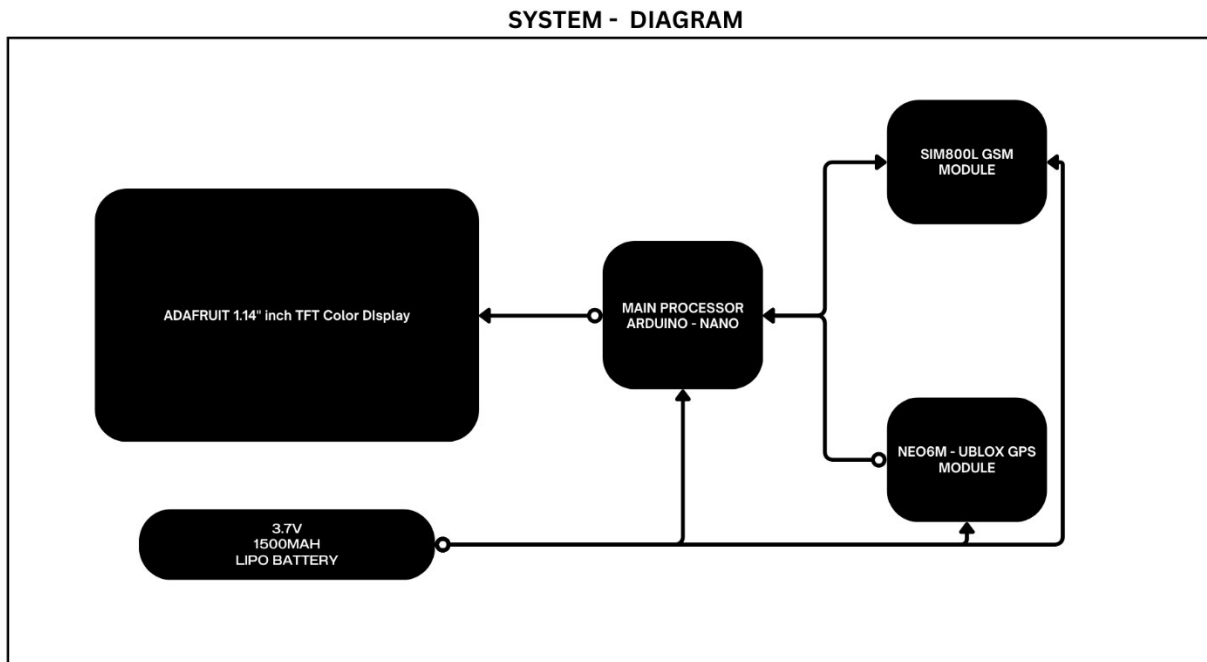 SYSTEM - DIAGRAM
SIM800L GSM
MODULE
ADAFRUIT 1.14" inch TFT Color DIsplay
MAIN PROCESSOR
ARDUINO - NANO
NEO6M - UBLOX GPS
MODULE
3.7V
1500MAH
LIPO BATTERY